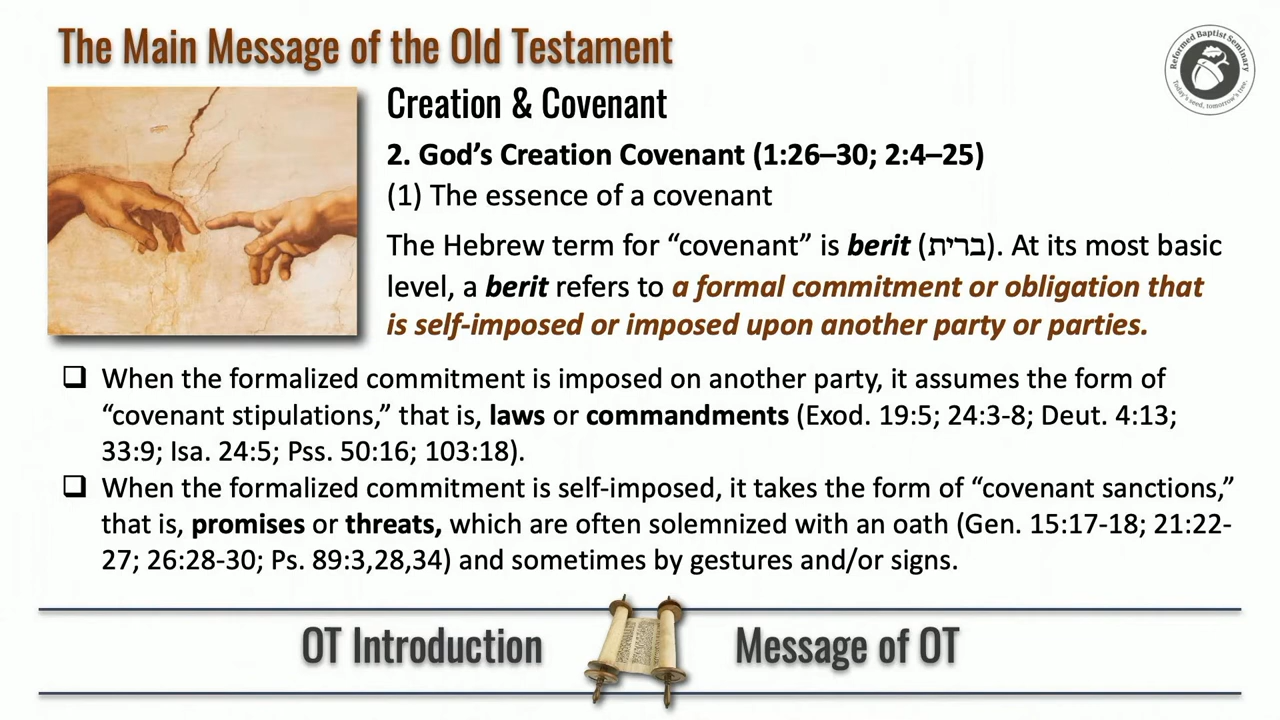 The Main Message of the Old Testament
Reformed Baptist Seminary
Today's seed, tomorrow's tree.
Creation & Covenant
2. God’s Creation Covenant (1:26–30; 2:4–25)
(1) The essence of a covenant
The Hebrew term for “covenant” is berit (ברית). At its most basic
level, a berit refers to a formal commitment or obligation that
is self-imposed or imposed upon another party or parties.
❑ When the formalized commitment is imposed on another party, it assumes the form of
“covenant stipulations,” that is, laws or commandments (Exod. 19:5; 24:3-8; Deut. 4:13;
33:9; Isa. 24:5; Pss. 50:16; 103:18).
❑ When the formalized commitment is self-imposed, it takes the form of “covenant sanctions,”
that is, promises or threats, which are often solemnized with an oath (Gen. 15:17-18; 21:22-
27; 26:28-30; Ps. 89:3,28,34) and sometimes by gestures and/or signs.
OT Introduction
Message of OT